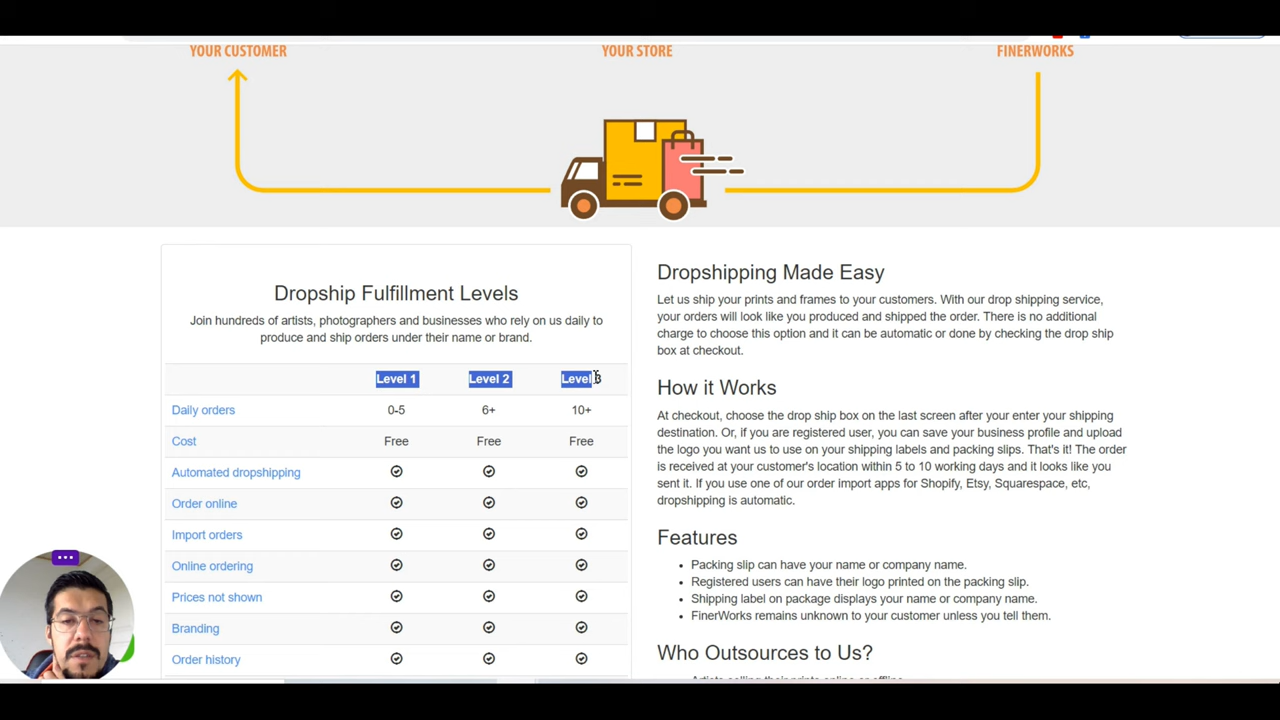 YOUR CUSTOMER
YOUR STORE
FINERWORKS
Dropship Fulfillment Levels
Join hundreds of artists, photographers and businesses who rely on us daily to
produce and ship orders under their name or brand.
Level 1 Level 2 Level 3
Daily orders 0-5 6+ 10+
Cost Free Free Free
Automated dropshipping
Order online
Import orders
Online ordering
Prices not shown
Branding
Order history
Dropshipping Made Easy
Let us ship your prints and frames to your customers. With our drop shipping service,
your orders will look like you produced and shipped the order. There is no additional
charge to choose this option and it can be automatic or done by checking the drop ship
box at checkout.
How it Works
At checkout, choose the drop ship box on the last screen after your enter your shipping
destination. Or, if you are registered user, you can save your business profile and upload
the logo you want us to use on your shipping labels and packing slips. That's it! The order
is received at your customer's location within 5 to 10 working days and it looks like you
sent it. If you use one of our order import apps for Shopify, Etsy, Squarespace, etc,
dropshipping is automatic.
Features
Packing slip can have your name or company name.
Registered users can have their logo printed on the packing slip.
Shipping label on package displays your name or company name.
FinerWorks remains unknown to your customer unless you tell them.
Who Outsources to Us?
Artists selling their prints online or offline